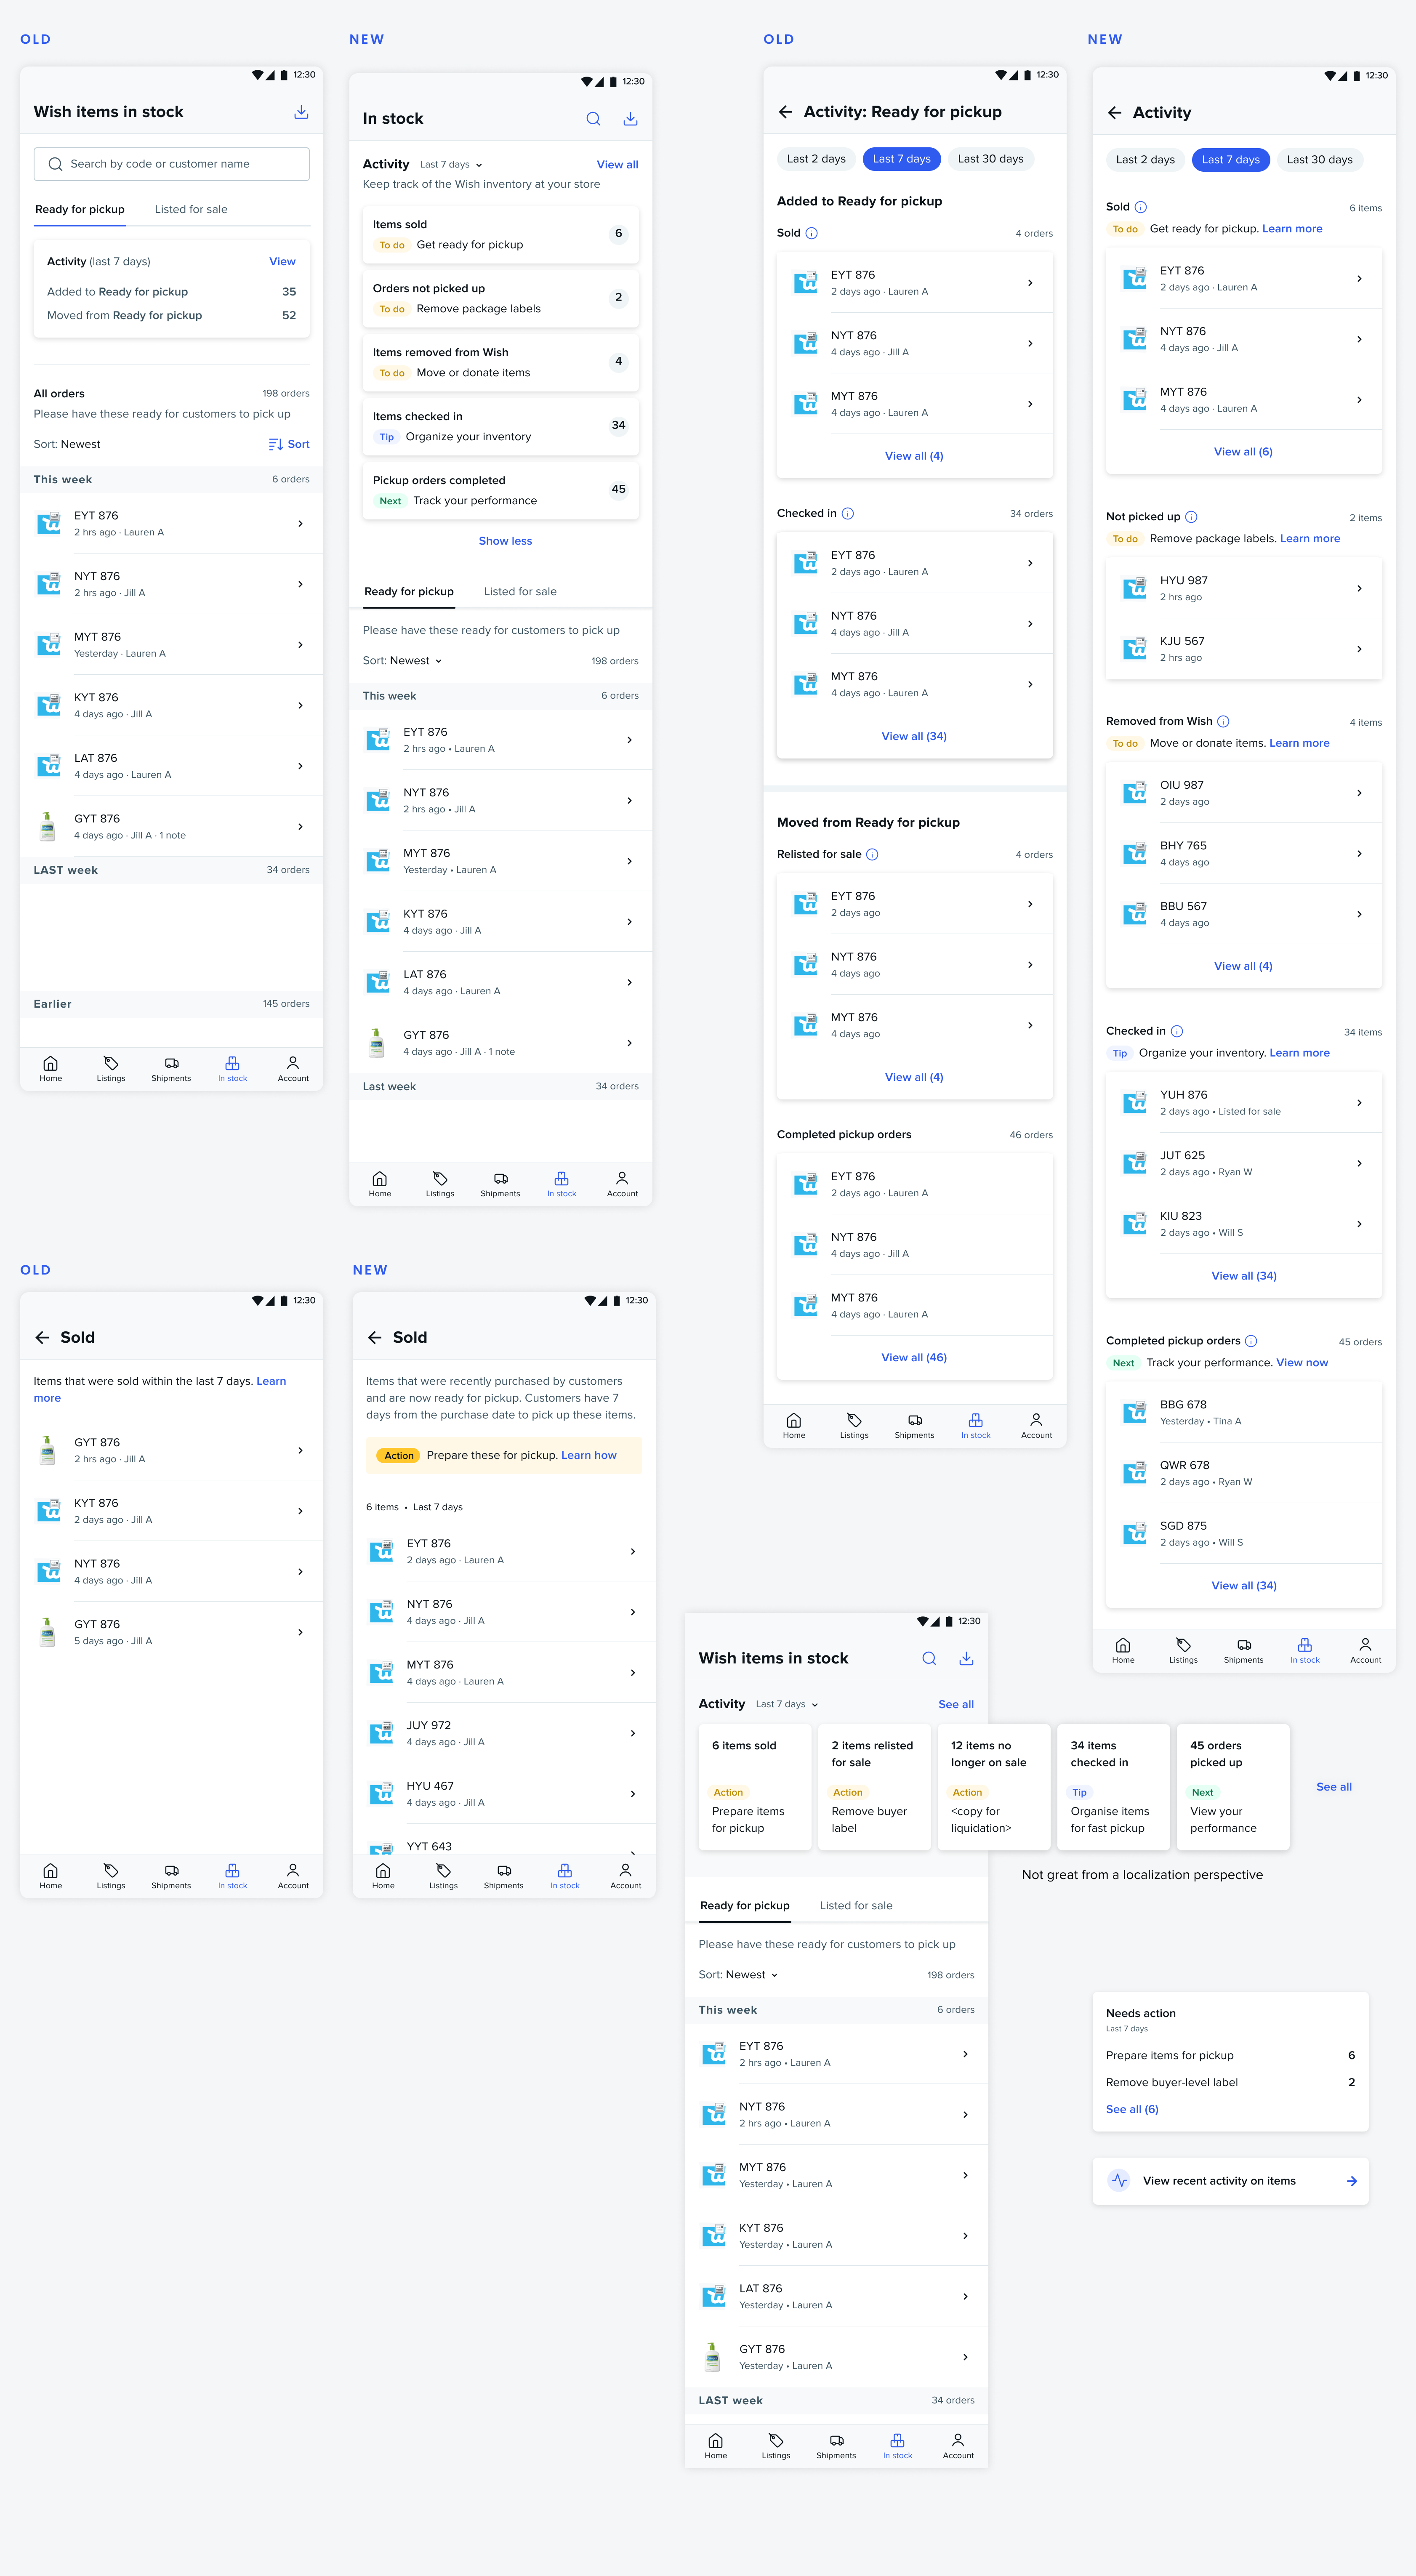 OLD
12:30
Wish items in stock
Search by code or customer name
Ready for pickup
Listed for sale
Activity (last 7 days)
View
Added to Ready for pickup
35
Moved from Ready for pickup
52
All orders
198 orders
Please have these ready for customers to pick up
Sort: Newest
Sort
This week
6 orders
EYT 876
2 hrs ago · Lauren A
NYT 876
2 hrs ago · Jill A
MYT 876
Yesterday · Lauren A
KYT 876
4 days ago · Jill A
LAT 876
4 days ago · Lauren A
GYT 876
4 days ago · Jill A · 1 note
LAST week
34 orders
Earlier
145 orders
Home
Listings
Shipments
In stock
Account
NEW
12:30
In stock
Activity
Last 7 days
View all
Keep track of the Wish inventory at your store
Items sold
To do
Get ready for pickup
6
Orders not picked up
To do
Remove package labels
2
Items removed from Wish
To do
Move or donate items
4
Items checked in
Tip
Organize your inventory
34
Pickup orders completed
Next
Track your performance
45
Show less
Ready for pickup
Listed for sale
Please have these ready for customers to pick up
Sort: Newest
198 orders
This week
6 orders
EYT 876
2 hrs ago • Lauren A
NYT 876
2 hrs ago • Jill A
MYT 876
Yesterday • Lauren A
KYT 876
4 days ago · Jill A
LAT 876
4 days ago · Lauren A
GYT 876
4 days ago · Jill A · 1 note
Last week
34 orders
Home
Listings
Shipments
In stock
Account
OLD
12:30
Activity: Ready for pickup
Last 2 days
Last 7 days
Last 30 days
Added to Ready for pickup
Sold
4 orders
EYT 876
2 days ago · Lauren A
NYT 876
4 days ago · Jill A
MYT 876
4 days ago · Lauren A
View all (4)
Checked in
34 orders
EYT 876
2 days ago · Lauren A
NYT 876
4 days ago · Jill A
MYT 876
4 days ago · Lauren A
View all (34)
Moved from Ready for pickup
Relisted for sale
4 orders
EYT 876
2 days ago
NYT 876
4 days ago
MYT 876
4 days ago
View all (4)
Completed pickup orders
46 orders
EYT 876
2 days ago · Lauren A
NYT 876
4 days ago · Jill A
MYT 876
4 days ago · Lauren A
View all (46)
Home
Listings
Shipments
In stock
Account
NEW
12:30
Activity
Last 2 days
Last 7 days
Last 30 days
Sold
6 items
To do
Get ready for pickup. Learn more
EYT 876
2 days ago · Lauren A
NYT 876
4 days ago · Jill A
MYT 876
4 days ago · Lauren A
View all (6)
Not picked up
2 items
To do
Remove package labels. Learn more
HYU 987
2 hrs ago
KJU 567
2 hrs ago
Removed from Wish
4 items
To do
Move or donate items. Learn more
OIU 987
2 days ago
BHY 765
4 days ago
BBU 567
4 days ago
View all (4)
Checked in
34 items
Tip
Organize your inventory. Learn more
YUH 876
2 days ago • Listed for sale
JUT 625
2 days ago • Ryan W
KIU 823
2 days ago • Will S
View all (34)
Completed pickup orders
45 orders
Next
Track your performance. View now
BBG 678
Yesterday • Tina A
QWR 678
2 days ago • Ryan W
SGD 875
2 days ago • Will S
View all (34)
Home
Listings
Shipments
In stock
Account
OLD
12:30
Sold
Items that were sold within the last 7 days. Learn
more
GYT 876
2 hrs ago · Jill A
KYT 876
2 days ago · Jill A
NYT 876
4 days ago · Jill A
GYT 876
5 days ago · Jill A
Home
Listings
Shipments
In stock
Account
NEW
12:30
Sold
Items that were recently purchased by customers
and are now ready for pickup. Customers have 7
days from the purchase date to pick up these items.
Action
Prepare these for pickup. Learn how
6 items • Last 7 days
EYT 876
2 days ago · Lauren A
NYT 876
4 days ago · Jill A
MYT 876
4 days ago · Lauren A
JUY 972
4 days ago · Jill A
HYU 467
4 days ago · Jill A
YYT 643
Home
Listings
Shipments
In stock
Account
12:30
Wish items in stock
Activity
Last 7 days
See all
6 items sold
Action
Prepare items
for pickup
2 items relisted
for sale
Action
Remove buyer
label
12 items no
longer on sale
Action
<copy for
liquidation>
34 items
checked in
Tip
Organise items
for fast pickup
45 orders
picked up
Next
View your
performance
See all
Not great from a localization perspective
Ready for pickup
Listed for sale
Please have these ready for customers to pick up
Sort: Newest
198 orders
This week
6 orders
EYT 876
2 hrs ago • Lauren A
NYT 876
2 hrs ago • Lauren A
MYT 876
Yesterday • Lauren A
KYT 876
Yesterday • Lauren A
LAT 876
Yesterday • Lauren A
GYT 876
Yesterday • Lauren A
LAST week
34 orders
Home
Listings
Shipments
In stock
Account
Needs action
Last 7 days
Prepare items for pickup
6
Remove buyer-level label
2
See all (6)
View recent activity on items